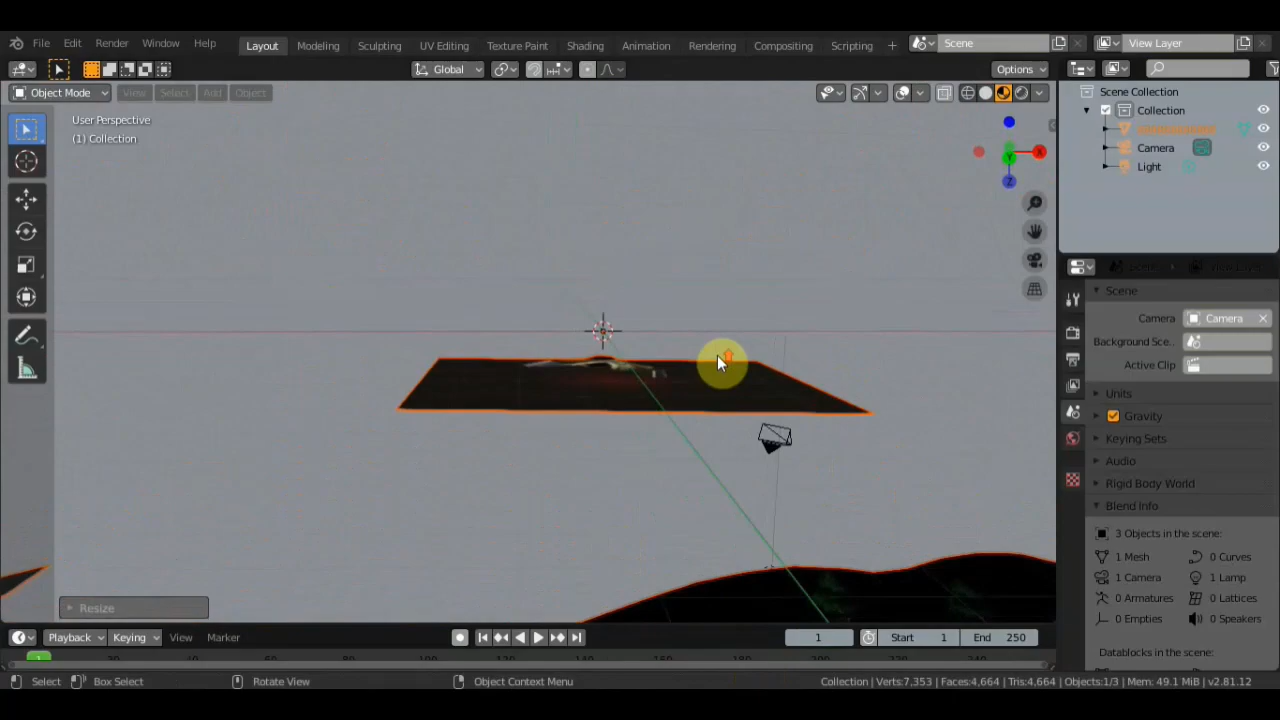 File Edit Render Window Help Layout Modeling Sculpting UV Editing Texture Paint Shading Animation Rendering Compositing Scripting + Scene View Layer
Global Options
Object Mode View Select Add Object
User Perspective
(1) Collection
X
Y
Z
Resize
Scene Collection
Collection
Camera
Light
Scene
Camera Camera
Background Sce..
Active Clip
Units
Gravity
Keying Sets
Audio
Rigid Body World
Blend Info
3 Objects in the scene:
1 Mesh 0 Curves
1 Camera 1 Lamp
0 Armatures 0 Lattices
0 Empties 0 Speakers
Datablocks in the scene:
Playback Keying View Marker 1 Start 1 End 250
Select Box Select Rotate View Object Context Menu Collection | Verts:7,353 | Faces:4,664 | Tris:4,664 | Objects:1/3 | Mem: 49.1 MiB | v2.81.12